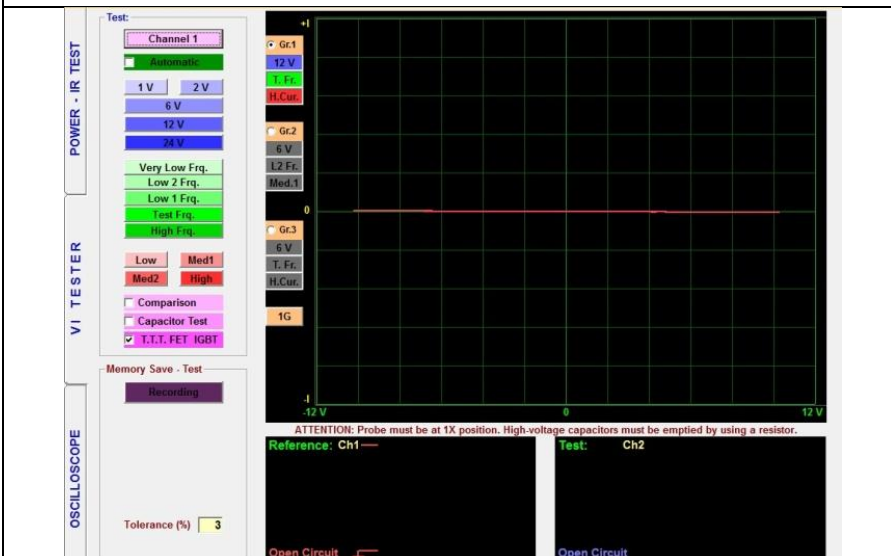 POWER - IR TEST
VI TESTER
OSCILLOSCOPE
Test:
Channel 1
Automatic
1 V 2 V
6 V
12 V
24 V
Very Low Frq.
Low 2 Frq.
Low 1 Frq.
Test Frq.
High Frq.
Low Med1
Med2 High
Comparison
Capacitor Test
T.T.T. FET IGBT
Memory Save - Test
Recording
Tolerance (%) 3
Gr.1
12 V
T. Fr.
H.Cur.
Gr.2
6 V
L2 Fr.
Med.1
Gr.3
6 V
T. Fr.
H.Cur.
1G
+I
0
-I
-12 V 0 12 V
ATTENTION: Probe must be at 1X position. High-voltage capacitors must be emptied by using a resistor.
Reference: Ch1
Open Circuit
Test: Ch2
Open Circuit